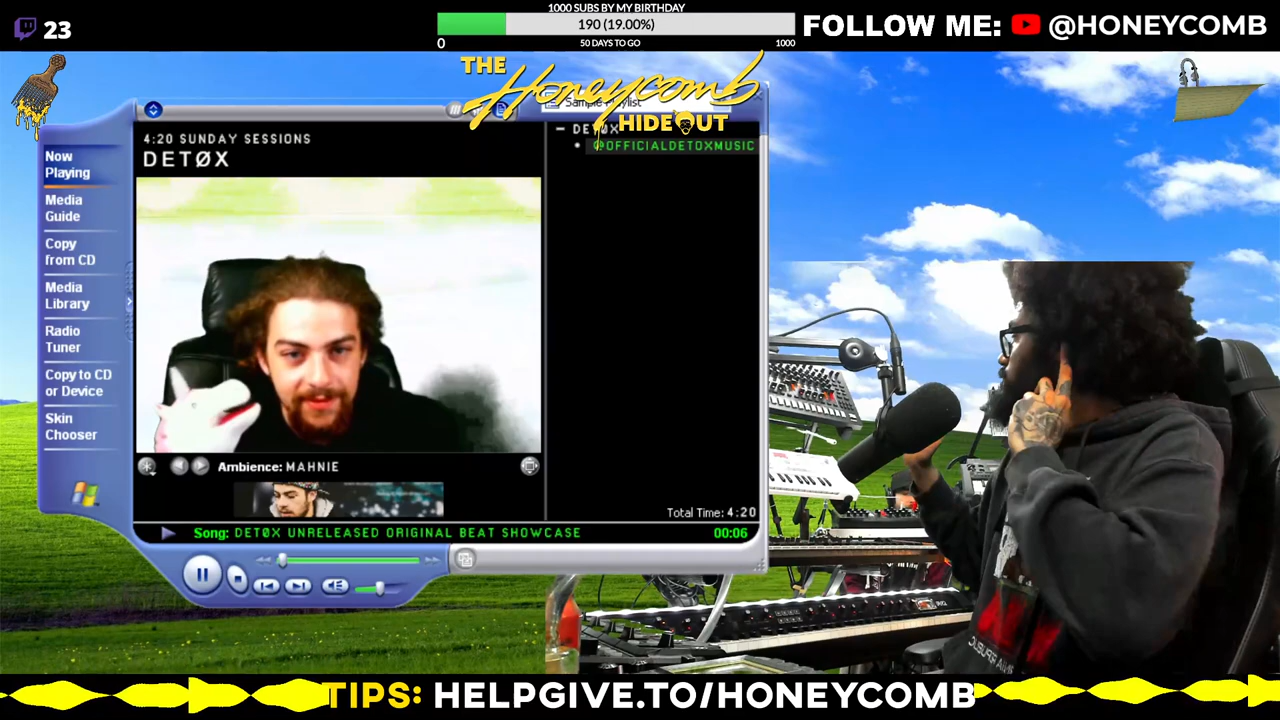 23
1000 SUBS BY MY BIRTHDAY
190 (19.00%)
0
50 DAYS TO GO
1000
FOLLOW ME: @HONEYCOMB
THE
Honeycomb
HIDEOUT
Sample Playlist
4:20 SUNDAY SESSIONS
DETØX
DETØX
@OFFICIALDETOXMUSIC
Now
Playing
Media
Guide
Copy
from CD
Media
Library
Radio
Tuner
Copy to CD
or Device
Skin
Chooser
Ambience: MAHNIE
Total Time: 4:20
Song: DETØX UNRELEASED ORIGINAL BEAT SHOWCASE
00:06
TIPS: HELPGIVE.TO/HONEYCOMB